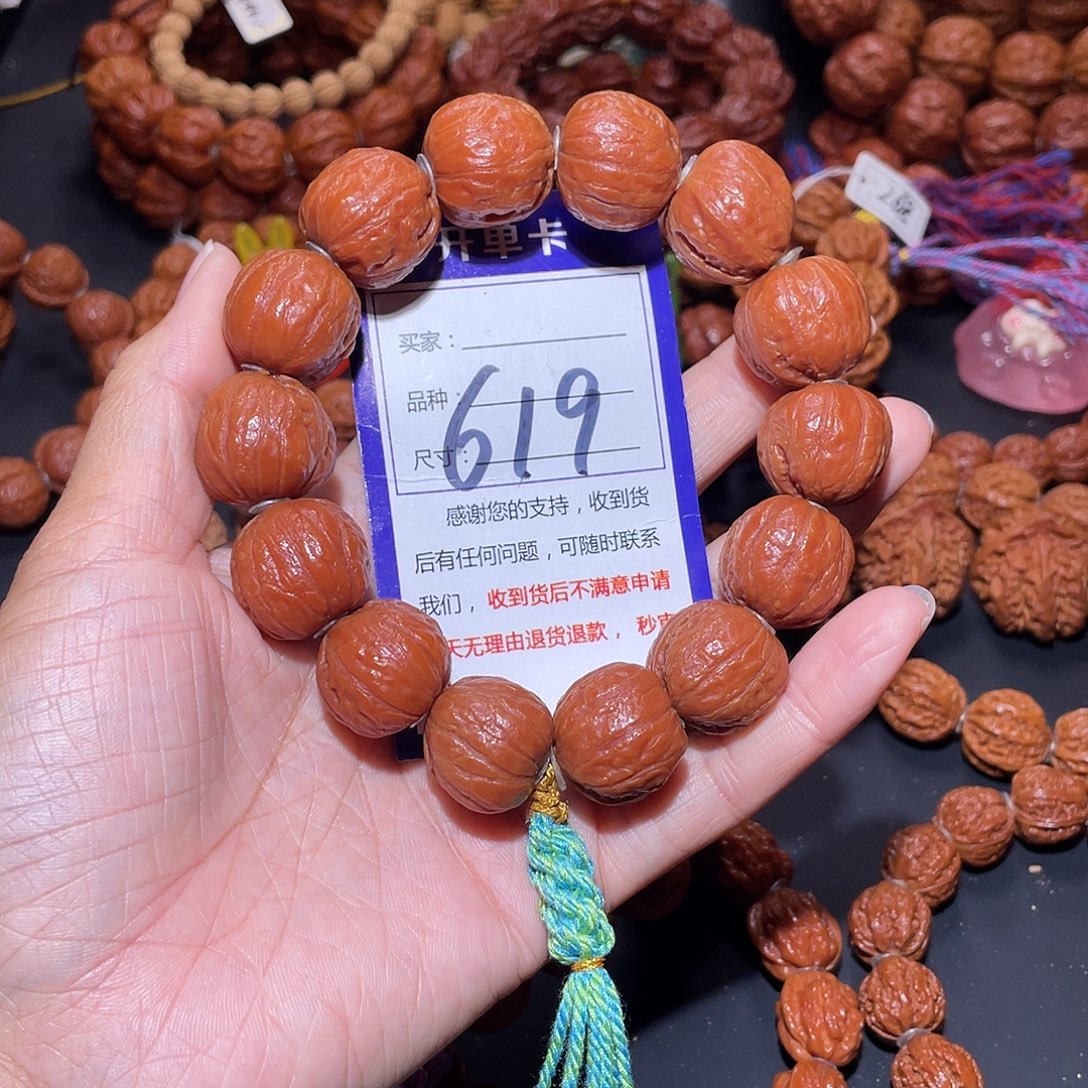 开单卡
买家：
品种：
619
尺寸：
感谢您的支持，收到货
后有任何问题，可随时联系
我们，收到货后不满意申请
天无理由退货退款，秒